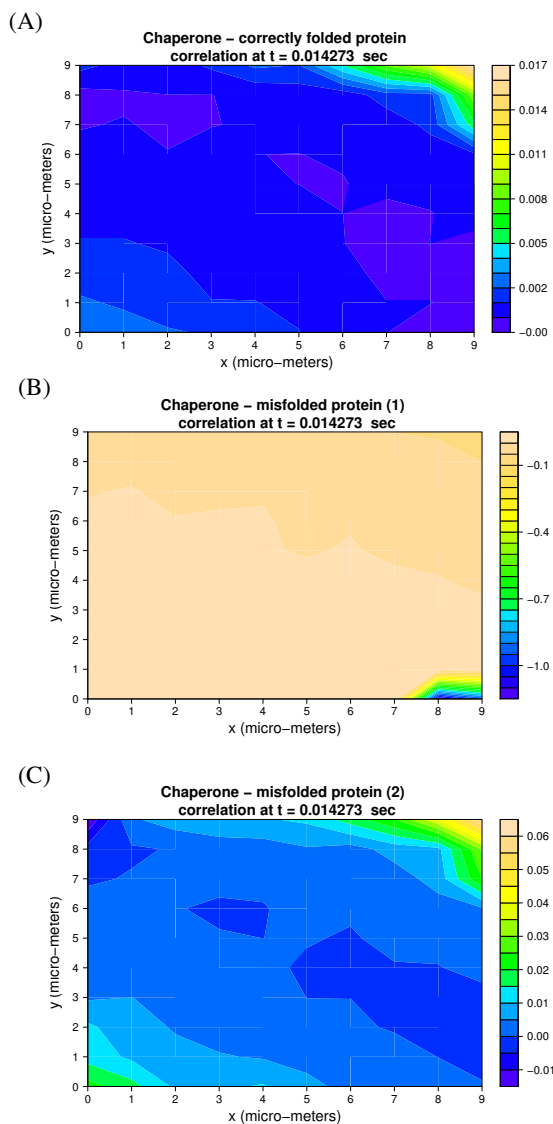 (A)
Chaperone − correctly folded protein
correlation at t = 0.014273 sec
9
8
7
6
5
4
3
2
1
0
y (micro−meters)
0 1 2 3 4 5 6 7 8 9
x (micro−meters)
0.017
0.014
0.011
0.008
0.005
0.002
−0.00
(B)
Chaperone − misfolded protein (1)
correlation at t = 0.014273 sec
9
8
7
6
5
4
3
2
1
0
y (micro−meters)
0 1 2 3 4 5 6 7 8 9
x (micro−meters)
−0.1
−0.4
−0.7
−1.0
(C)
Chaperone − misfolded protein (2)
correlation at t = 0.014273 sec
9
8
7
6
5
4
3
2
1
0
y (micro−meters)
0 1 2 3 4 5 6 7 8 9
x (micro−meters)
0.06
0.05
0.04
0.03
0.02
0.01
0.00
−0.01